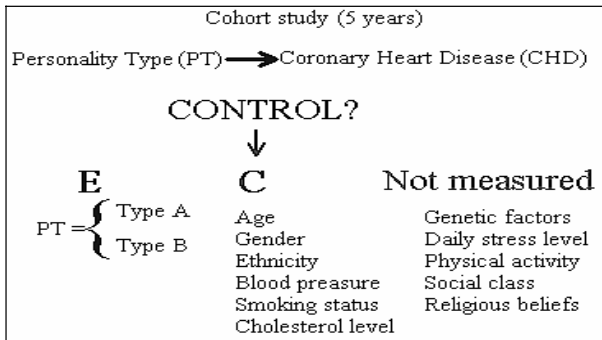 Cohort study (5 years)
Personality Type (PT) Coronary Heart Disease (CHD)
CONTROL?
E C Not measured
PT = Type A
Type B
Age Genetic factors
Gender Daily stress level
Ethnicity Physical activity
Blood preasure Social class
Smoking status Religious beliefs
Cholesterol level